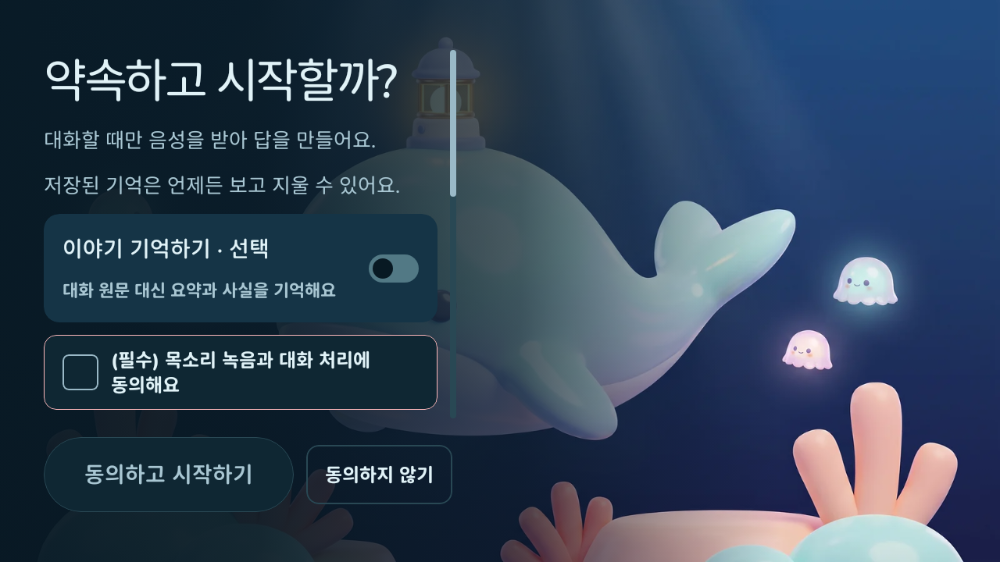 약속하고 시작할까?
대화할 때만 음성을 받아 답을 만들어요.
저장된 기억은 언제든 보고 지울 수 있어요.
이야기 기억하기 · 선택
대화 원문 대신 요약과 사실을 기억해요
(필수) 목소리 녹음과 대화 처리에
동의해요
동의하고 시작하기
동의하지 않기